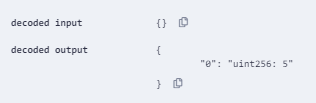 decoded input {}
decoded output {
"0": "uint256: 5"
}